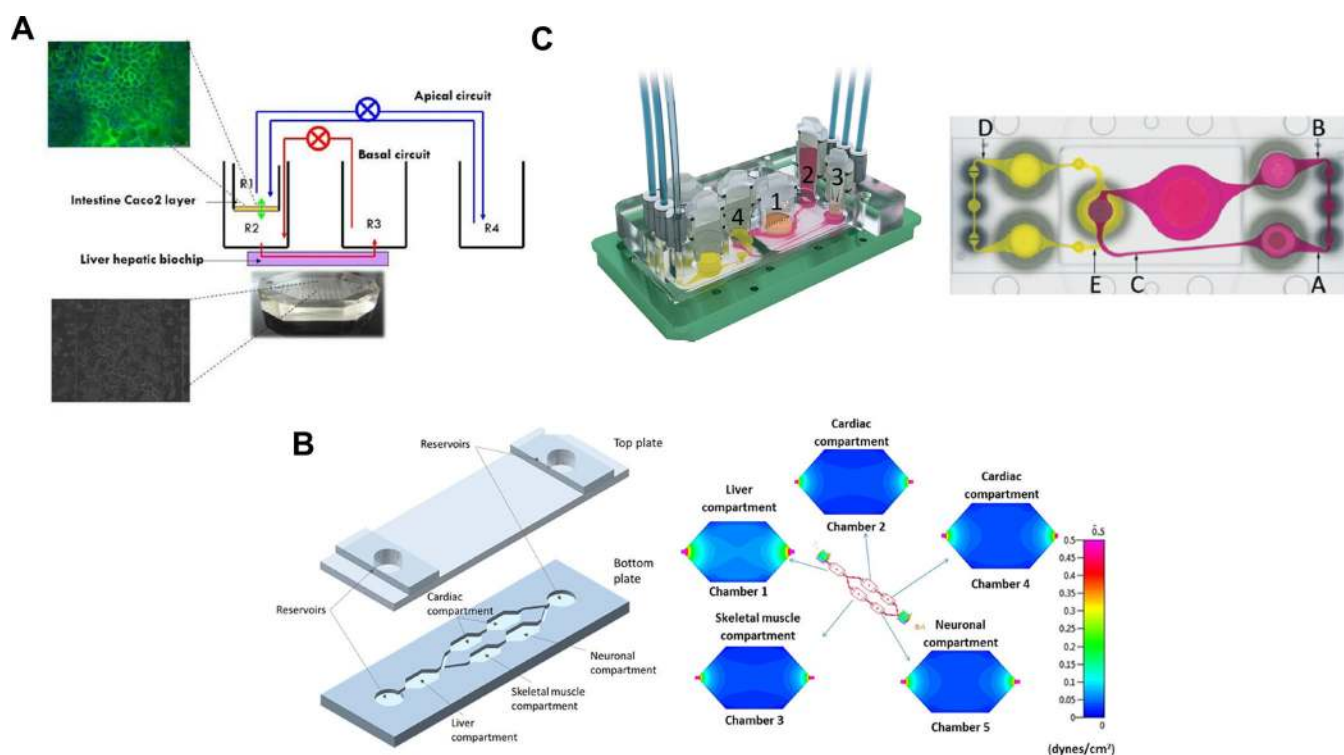 A
Apical circuit
Basal circuit
R1
Intestine Caco2 layer
R2
R3
R4
Liver hepatic biochip
C
1
2
3
4
D
B
E
C
A
B
Reservoirs
Top plate
Reservoirs
Bottom
plate
Cardiac
compartment
Neuronal
compartment
Skeletal muscle
compartment
Liver
compartment
Cardiac
compartment
Chamber 2
Liver
compartment
Chamber 1
Cardiac
compartment
Chamber 4
Skeletal muscle
compartment
Chamber 3
Neuronal
compartment
Chamber 5
0.5
0.5
0.45
0.4
0.35
0.3
0.25
0.2
0.15
0.1
0.05
0
(dynes/cm²)